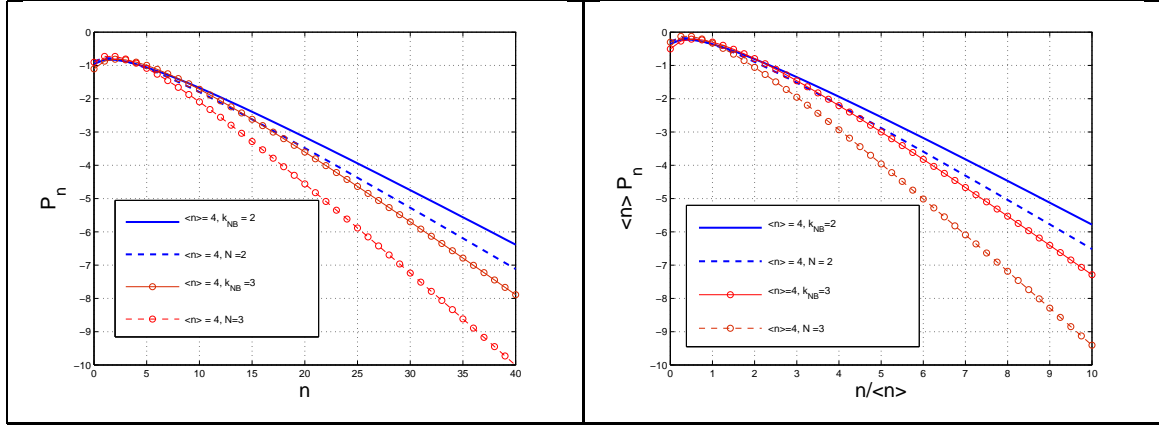 0
−1
−2
−3
−4
−5
−6
−7
−8
−9
−10
0 5 10 15 20 25 30 35 40
n
P_n
<n>= 4, k_NB = 2
<n> = 4, N =2
<n> = 4, k_NB =3
<n> = 4, N=3
0
−1
−2
−3
−4
−5
−6
−7
−8
−9
−10
0 1 2 3 4 5 6 7 8 9 10
n/<n>
<n> P_n
<n>= 4, k_NB=2
<n> = 4, N = 2
<n>=4, k_NB=3
<n>=4, N=3